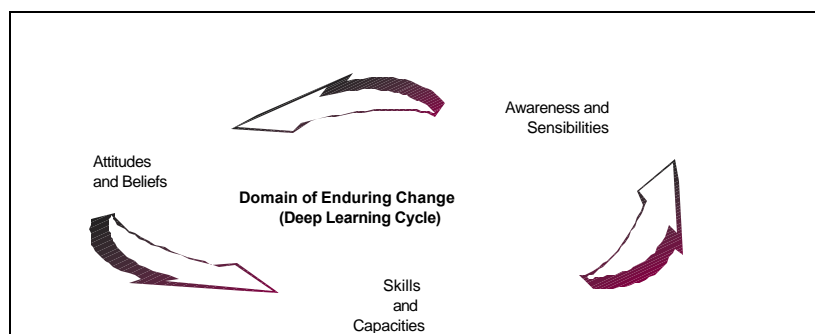 Awareness and
Sensibilities
Attitudes
and Beliefs
Domain of Enduring Change
(Deep Learning Cycle)
Skills
and
Capacities